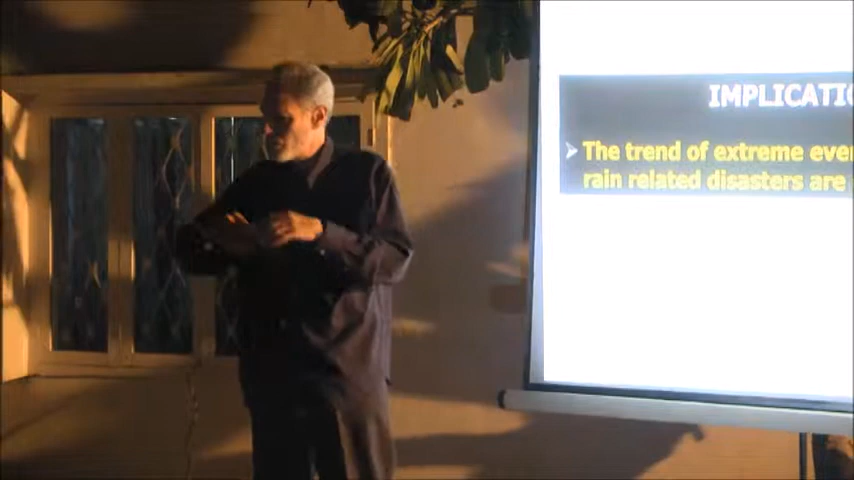 IMPLICATIO
The trend of extreme eve
rain related disasters are